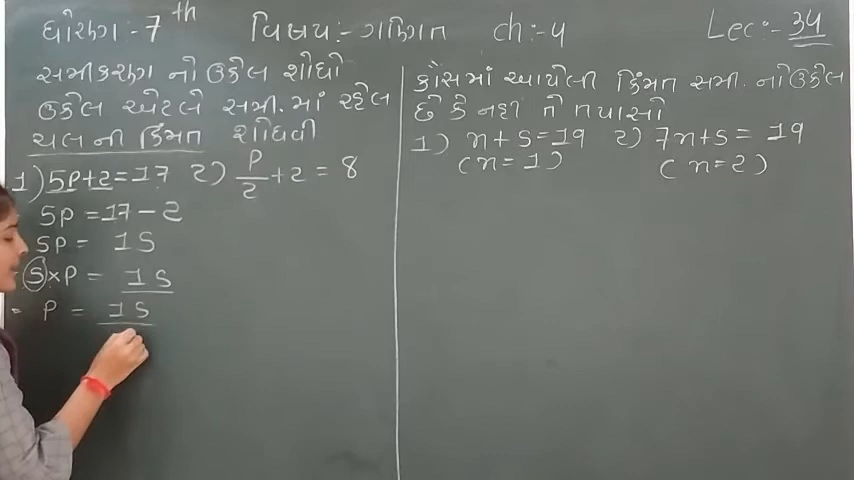 ધોરણ :- 7th વિષય :- ગણિત ch :- 4 Lec :- 34
સમીકરણ નો ઉકેલ શોધો
ઉકેલ એટલે સમી. માં રહેલ
ચલ ની કિંમત શોધવી
1) 5p+2=17 2) p/2 + 2 = 8
5p = 17 - 2
5p = 15
= 5×p = 15
= p = 15
કૌંસમાં આપેલી કિંમત સમી. નો ઉકેલ
છે કે નહી તે તપાસો
1) n + 5 = 19 2) 7n + 5 = 19
(n = 1) (n = 2)